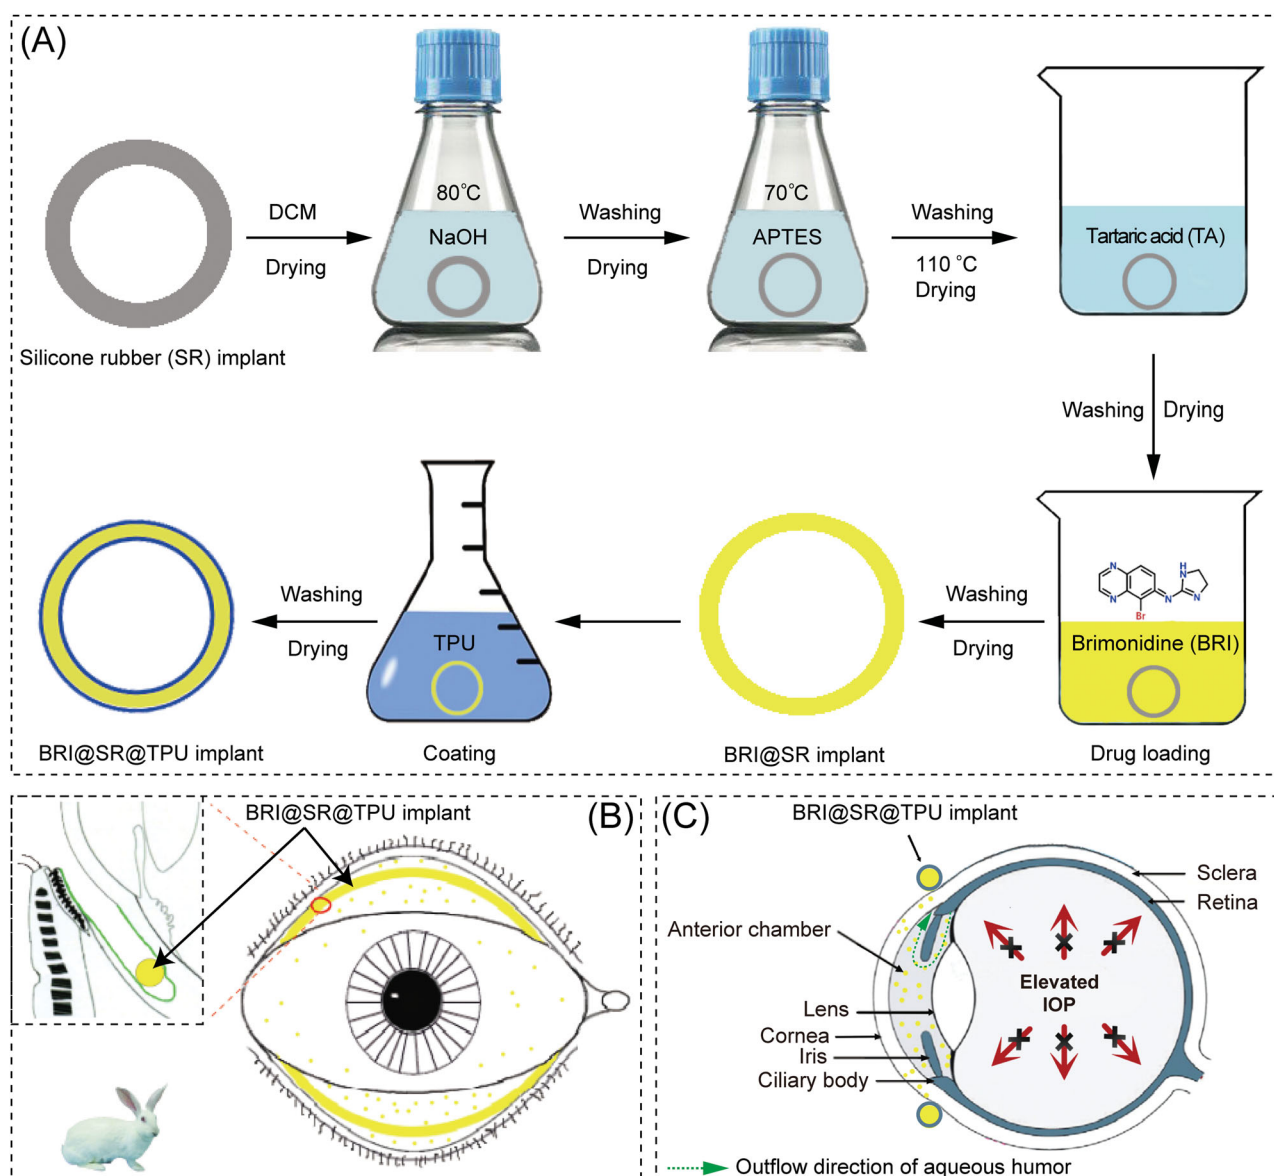 (A)
80°C
NaOH
70°C
APTES
DCM
Drying
Washing
Drying
Washing
110 °C
Drying
Tartaric acid (TA)
Silicone rubber (SR) implant
Washing
Drying
N
N
H
N
N
N
Br
Brimonidine (BRI)
Washing
Drying
TPU
Washing
Drying
BRI@SR@TPU implant
Coating
BRI@SR implant
Drug loading
BRI@SR@TPU implant
(B)
BRI@SR@TPU implant
(C)
Sclera
Retina
Anterior chamber
Elevated
IOP
Lens
Cornea
Iris
Ciliary body
Outflow direction of aqueous humor